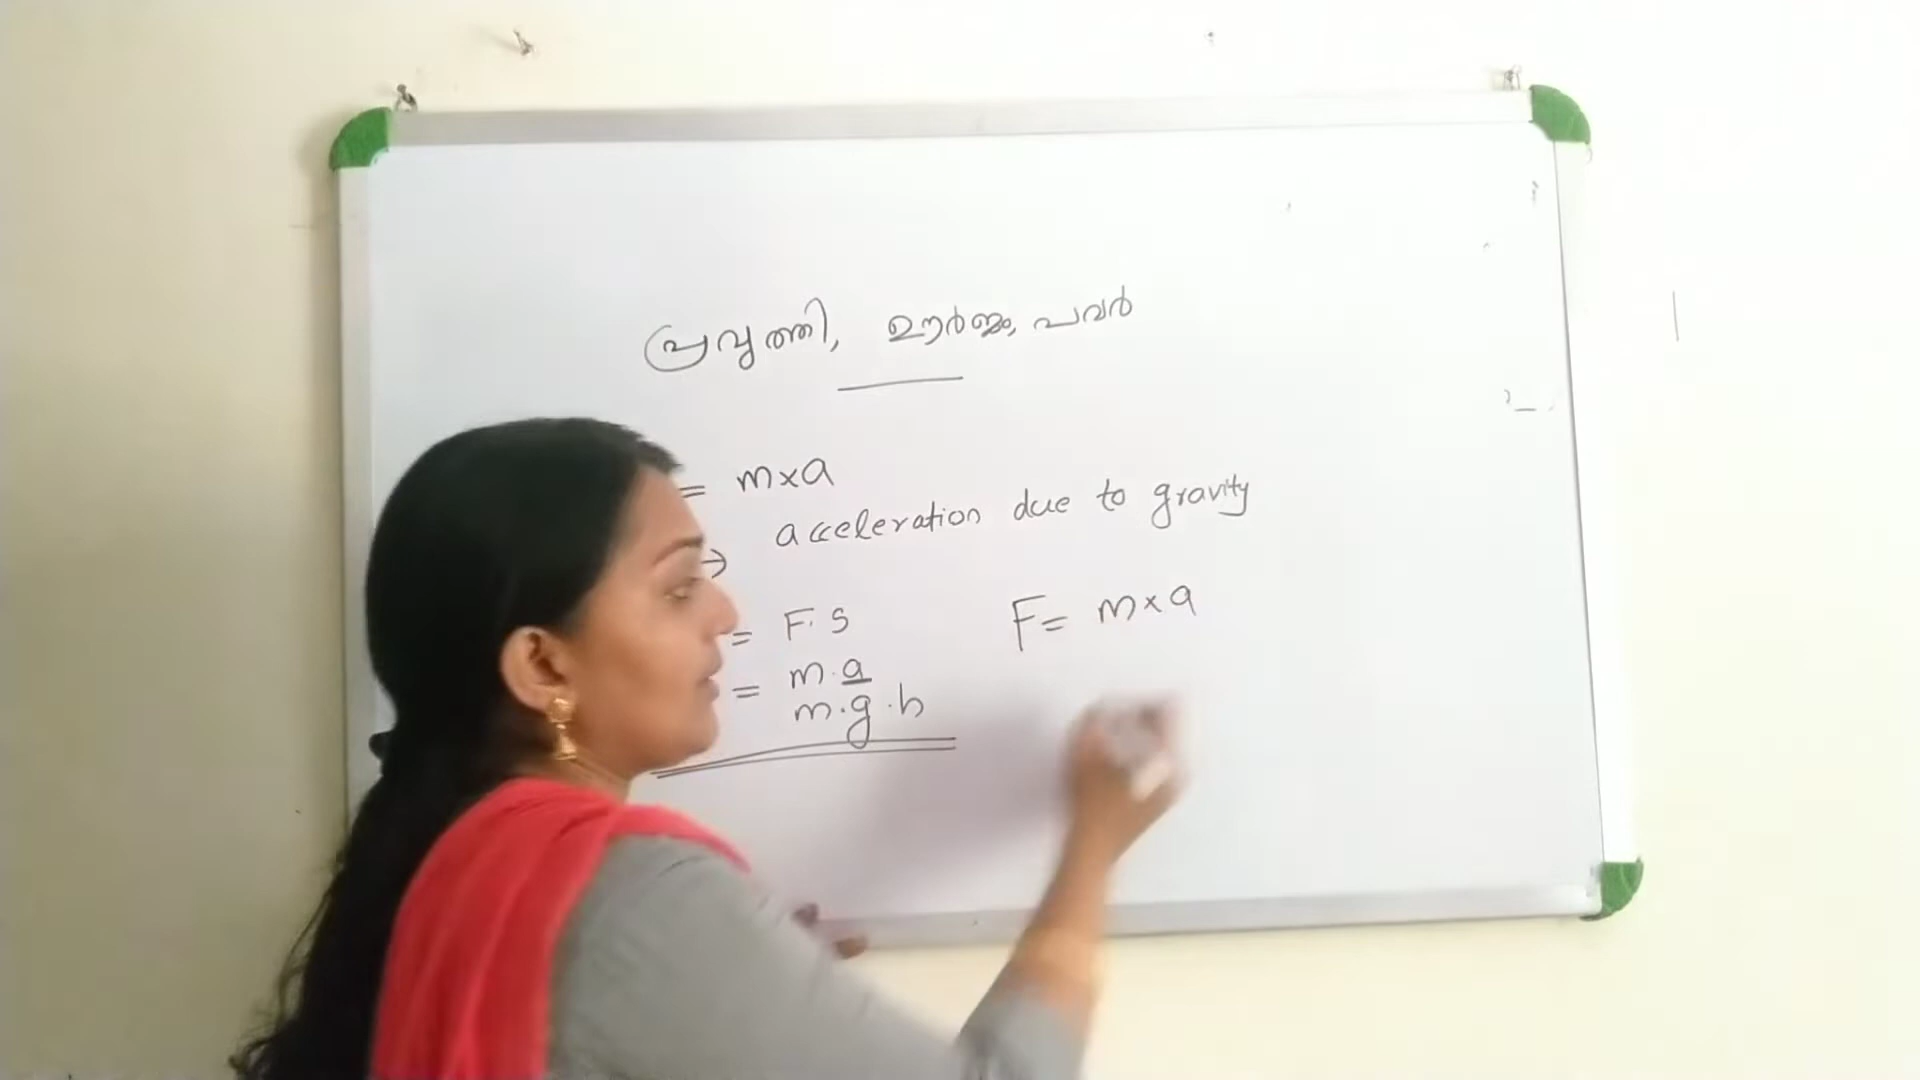 പ്രവൃത്തി, ഊർജം, പവർ
= m×a
→ acceleration due to gravity
= F·S
= m·a
m·g·h
F= m×a